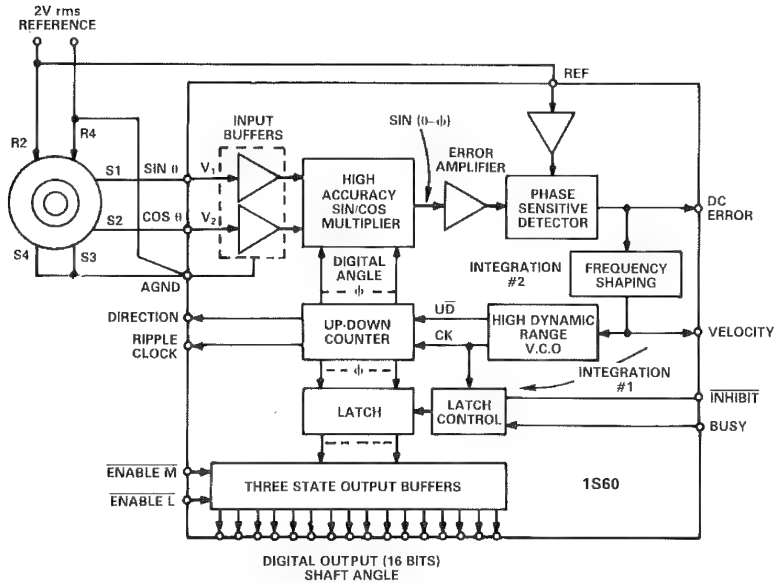 2V rms
REFERENCE
REF
R2
R4
INPUT
BUFFERS
SIN (θ–ϕ)
ERROR
AMPLIFIER
S1
SIN θ
V1
S2
COS θ
V2
HIGH
ACCURACY
SIN/COS
MULTIPLIER
PHASE
SENSITIVE
DETECTOR
DC
ERROR
S4
S3
AGND
DIGITAL
ANGLE
ϕ
INTEGRATION
#2
FREQUENCY
SHAPING
DIRECTION
RIPPLE
CLOCK
UP-DOWN
COUNTER
UD̅
CK
HIGH DYNAMIC
RANGE
V.C.O
VELOCITY
ϕ
INTEGRATION
#1
LATCH
LATCH
CONTROL
INHIBIT
BUSY
ENABLE M
ENABLE L
THREE STATE OUTPUT BUFFERS
1S60
DIGITAL OUTPUT (16 BITS)
SHAFT ANGLE